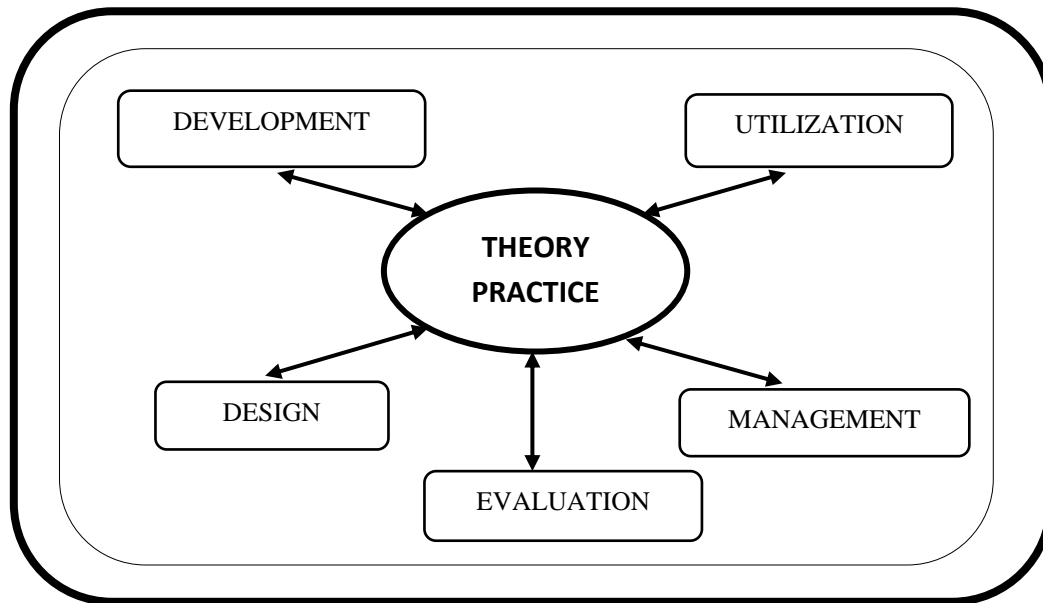 DEVELOPMENT
UTILIZATION
THEORY
PRACTICE
DESIGN
MANAGEMENT
EVALUATION